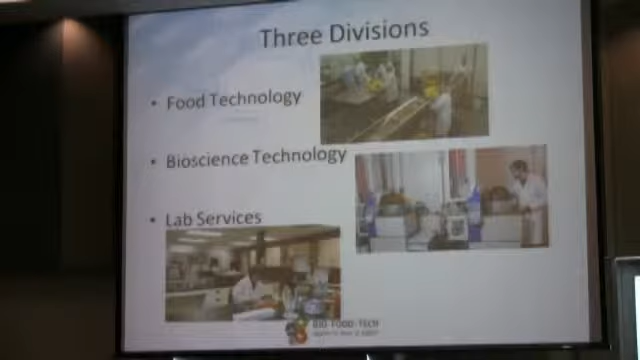 Three Divisions
• Food Technology
• Bioscience Technology
• Lab Services
BIO | FOOD | TECH